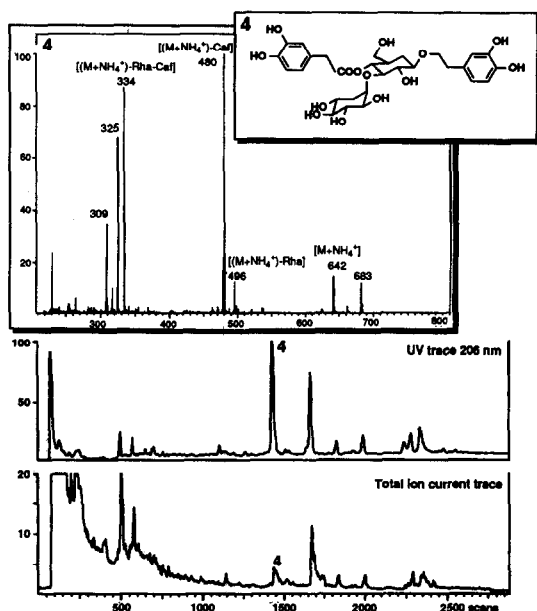 4
[(M+NH₄⁺)-Caf]
480
[(M+NH₄⁺)-Rha-Caf]
334
325
309
[(M+NH₄⁺)-Rha]
496
[M+NH₄⁺]
642
683
100
80
60
40
20
300
400
500
600
700
800
4
HO
HO
COO
OH
O
HO
OH
O
OH
OH
HO
HO
OH
100
50
4
UV trace 206 nm
20
10
Total ion current trace
4
500
1000
1500
2000
2500 scans